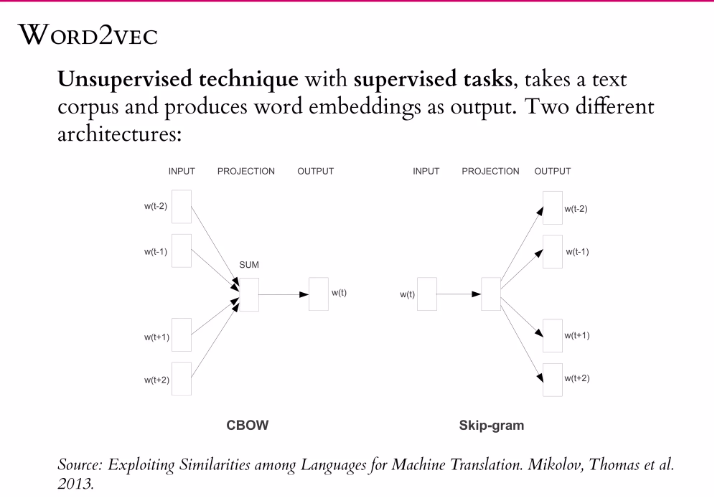 WORD2VEC
Unsupervised technique with supervised tasks, takes a text
corpus and produces word embeddings as output. Two different
architectures:
INPUT PROJECTION OUTPUT
w(t-2)
w(t-1)
SUM
w(t)
w(t+1)
w(t+2)
CBOW
INPUT PROJECTION OUTPUT
w(t-2)
w(t-1)
w(t)
w(t+1)
w(t+2)
Skip-gram
Source: Exploiting Similarities among Languages for Machine Translation. Mikolov, Thomas et al.
2013.